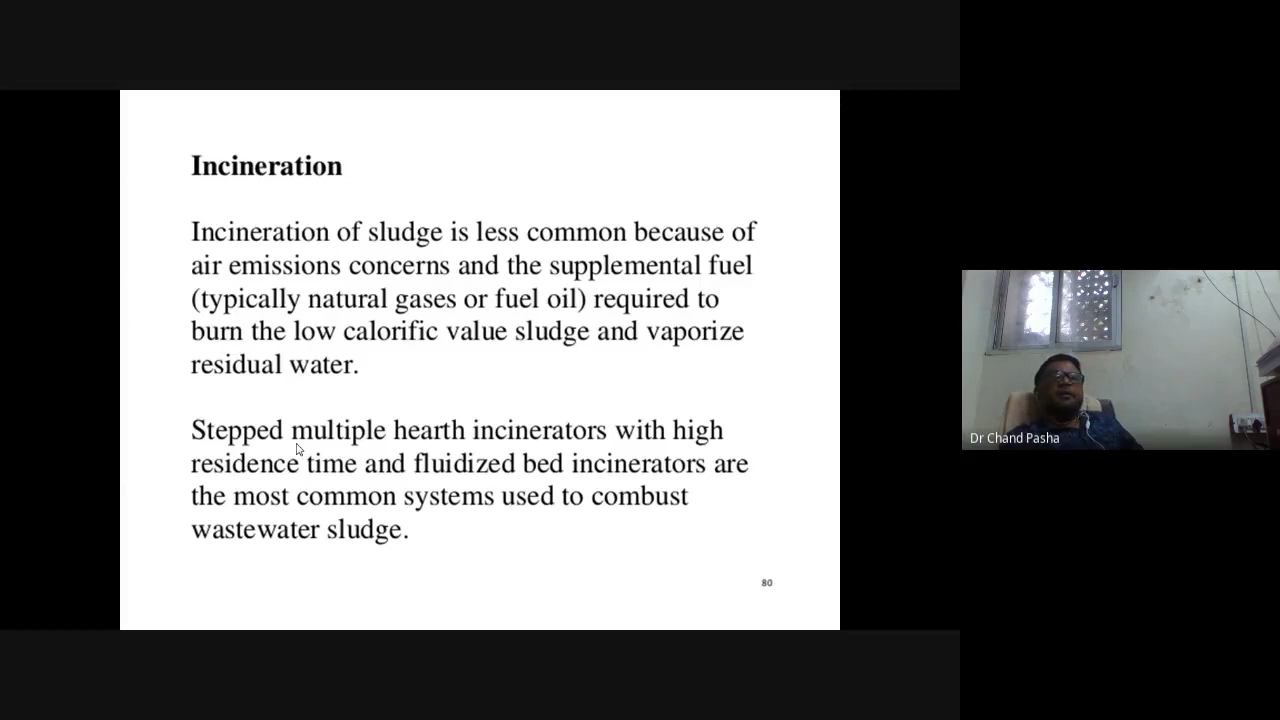 Incineration
Incineration of sludge is less common because of
air emissions concerns and the supplemental fuel
(typically natural gases or fuel oil) required to
burn the low calorific value sludge and vaporize
residual water.
Stepped multiple hearth incinerators with high
residence time and fluidized bed incinerators are
the most common systems used to combust
wastewater sludge.
80
Dr Chand Pasha